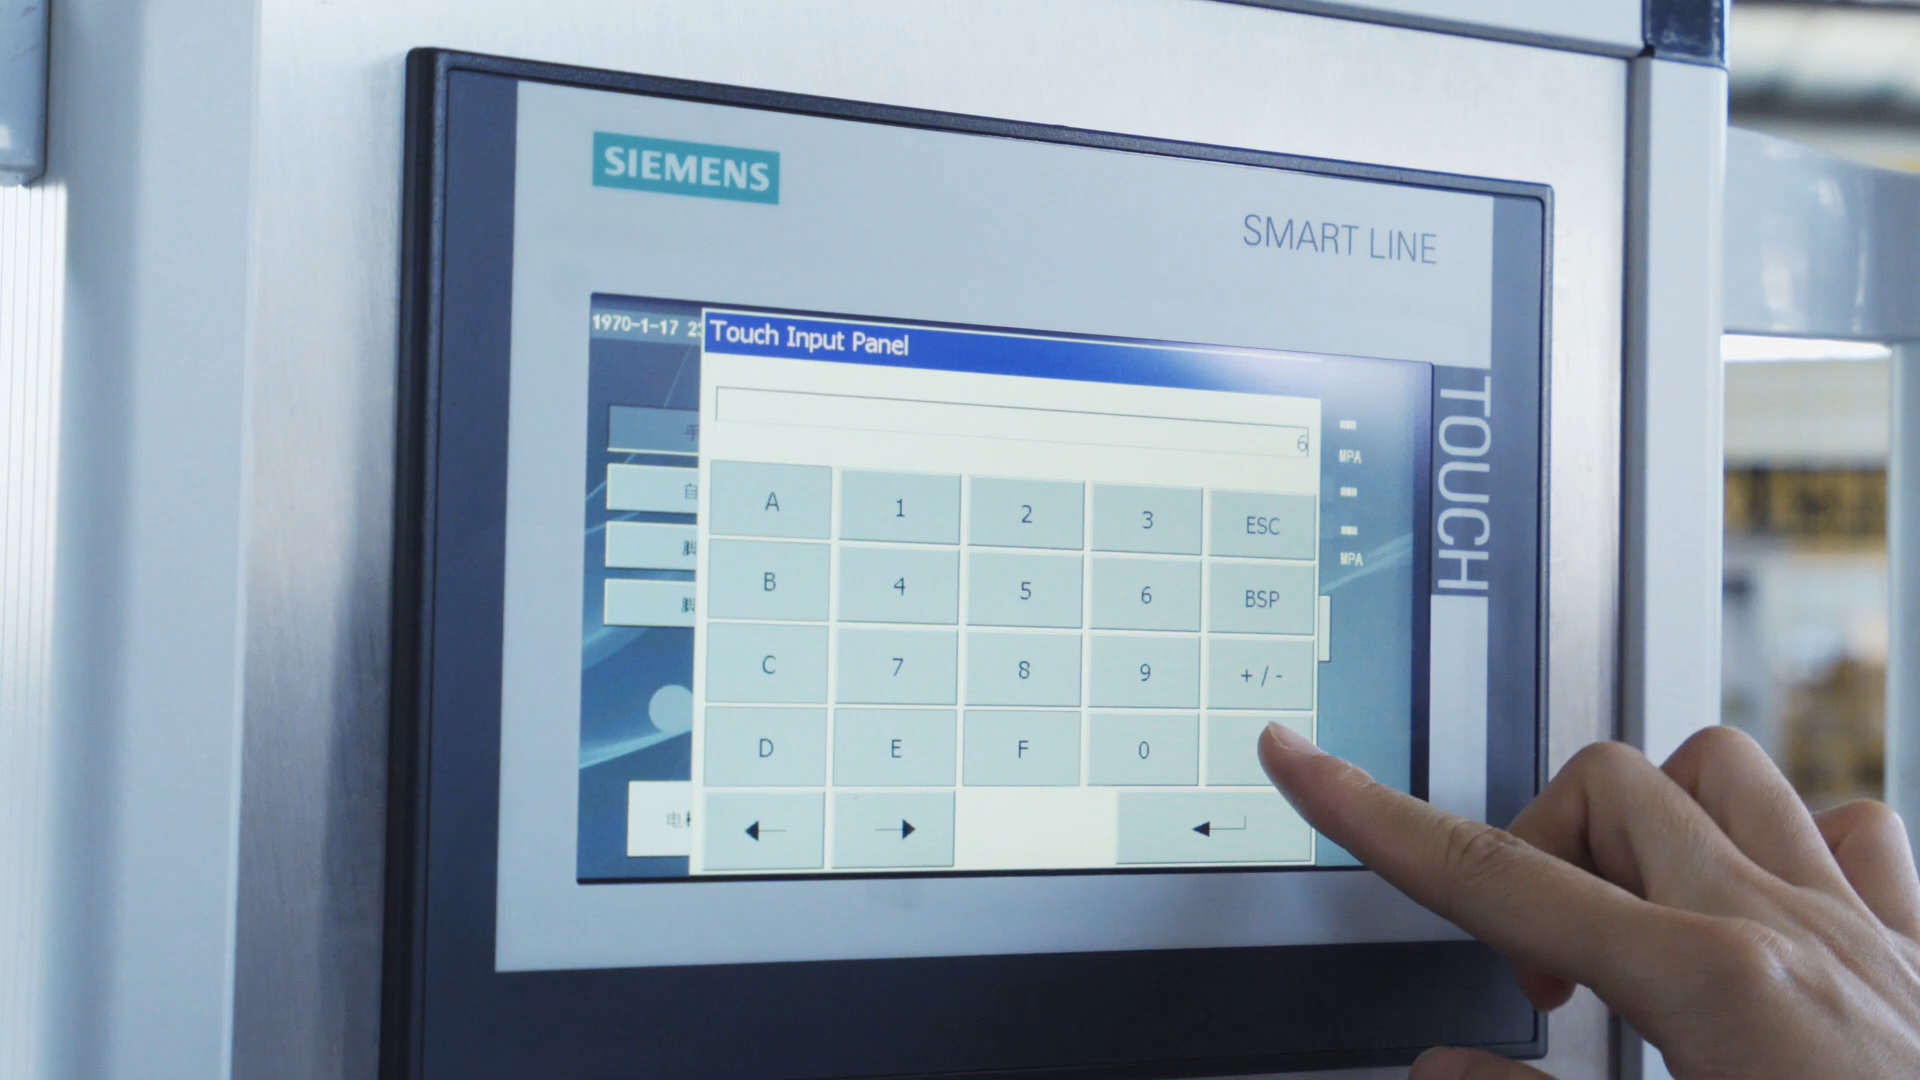 SIEMENS
SMART LINE
TOUCH
1970-1-17
Touch Input Panel
6
A 1 2 3 ESC
B 4 5 6 BSP
C 7 8 9 + / -
D E F 0
MPA
MPA
自